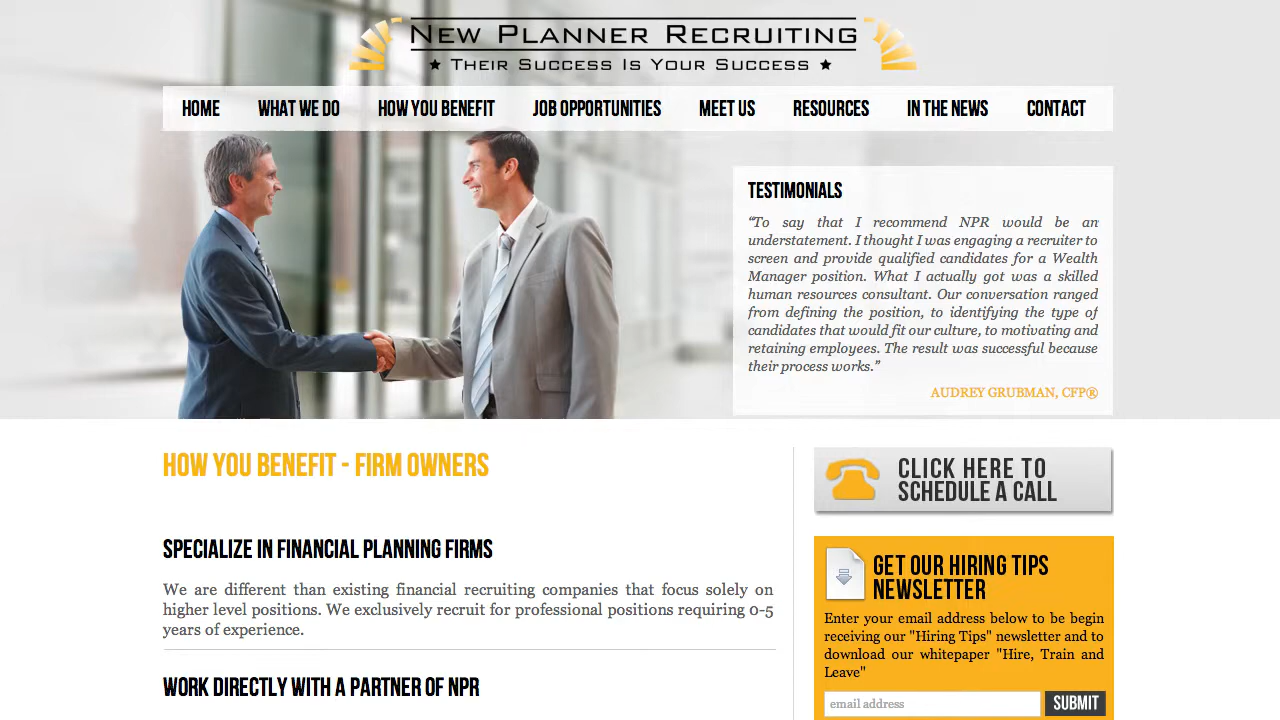 NEW PLANNER RECRUITING
★ THEIR SUCCESS IS YOUR SUCCESS ★
HOME WHAT WE DO HOW YOU BENEFIT JOB OPPORTUNITIES MEET US RESOURCES IN THE NEWS CONTACT
TESTIMONIALS
“To say that I recommend NPR would be an
understatement. I thought I was engaging a recruiter to
screen and provide qualified candidates for a Wealth
Manager position. What I actually got was a skilled
human resources consultant. Our conversation ranged
from defining the position, to identifying the type of
candidates that would fit our culture, to motivating and
retaining employees. The result was successful because
their process works.”
AUDREY GRUBMAN, CFP®
HOW YOU BENEFIT - FIRM OWNERS
SPECIALIZE IN FINANCIAL PLANNING FIRMS
We are different than existing financial recruiting companies that focus solely on
higher level positions. We exclusively recruit for professional positions requiring 0-5
years of experience.
WORK DIRECTLY WITH A PARTNER OF NPR
CLICK HERE TO
SCHEDULE A CALL
GET OUR HIRING TIPS
NEWSLETTER
Enter your email address below to be begin
receiving our "Hiring Tips" newsletter and to
download our whitepaper "Hire, Train and
Leave"
email address
SUBMIT